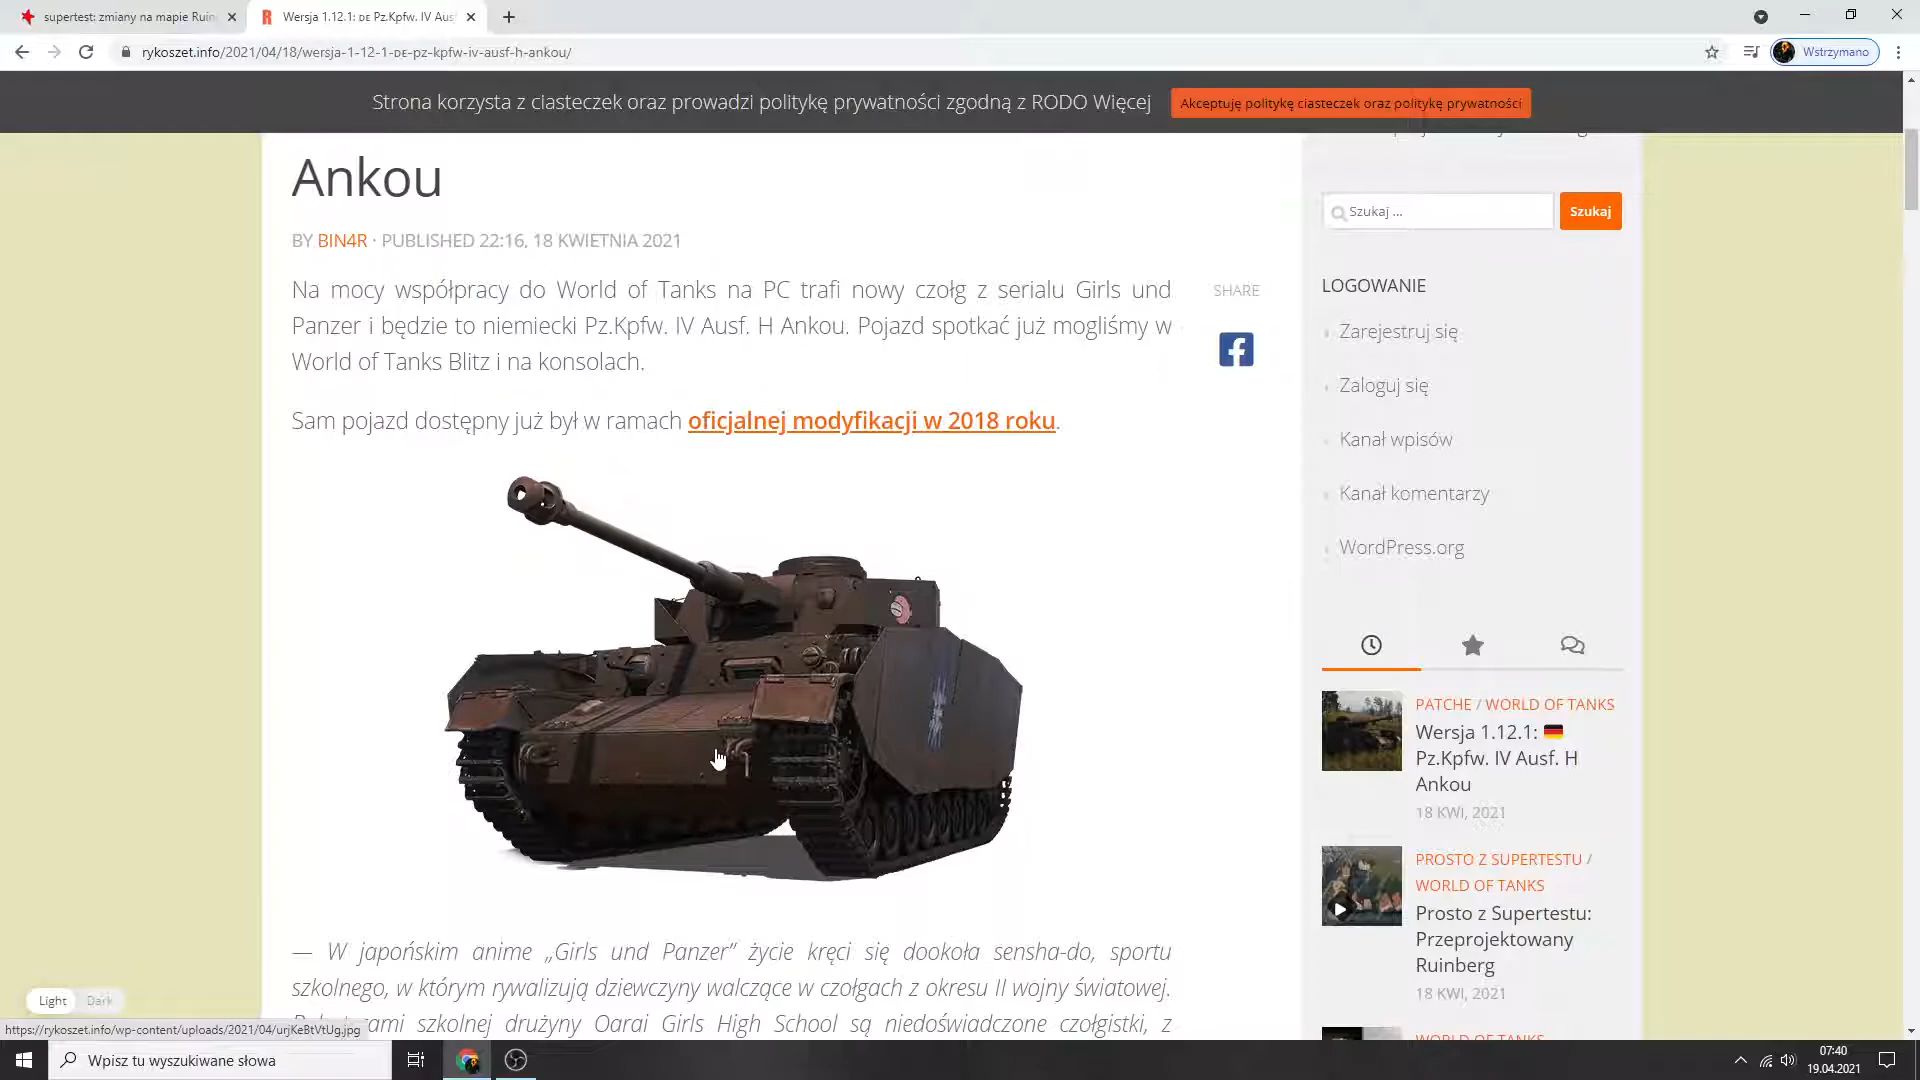 supertest: zmiany na mapie Ruin
Wersja 1.12.1: ᴅᴇ Pz.Kpfw. IV Aus
rykoszet.info/2021/04/18/wersja-1-12-1-ᴅᴇ-pz-kpfw-iv-ausf-h-ankou/
Wstrzymano
Strona korzysta z ciasteczek oraz prowadzi politykę prywatności zgodną z RODO Więcej
Akceptuję politykę ciasteczek oraz politykę prywatności
Ankou
BY BIN4R · PUBLISHED 22:16, 18 KWIETNIA 2021
Na mocy współpracy do World of Tanks na PC trafi nowy czołg z serialu Girls und
Panzer i będzie to niemiecki Pz.Kpfw. IV Ausf. H Ankou. Pojazd spotkać już mogliśmy w
World of Tanks Blitz i na konsolach.
Sam pojazd dostępny już był w ramach oficjalnej modyfikacji w 2018 roku.
SHARE
— W japońskim anime „Girls und Panzer” życie kręci się dookoła sensha-do, sportu
szkolnego, w którym rywalizują dziewczyny walczące w czołgach z okresu II wojny światowej.
szkolnej drużyny Oarai Girls High School są niedoświadczone czołgistki, z
Szukaj ...
Szukaj
LOGOWANIE
Zarejestruj się
Zaloguj się
Kanał wpisów
Kanał komentarzy
WordPress.org
PATCHE / WORLD OF TANKS
Wersja 1.12.1:
Pz.Kpfw. IV Ausf. H
Ankou
18 KWI, 2021
PROSTO Z SUPERTESTU /
WORLD OF TANKS
Prosto z Supertestu:
Przeprojektowany
Ruinberg
18 KWI, 2021
WORLD OF TANKS
Light
Dark
https://rykoszet.info/wp-content/uploads/2021/04/urjKeBtVtUg.jpg
Wpisz tu wyszukiwane słowa
07:40
19.04.2021